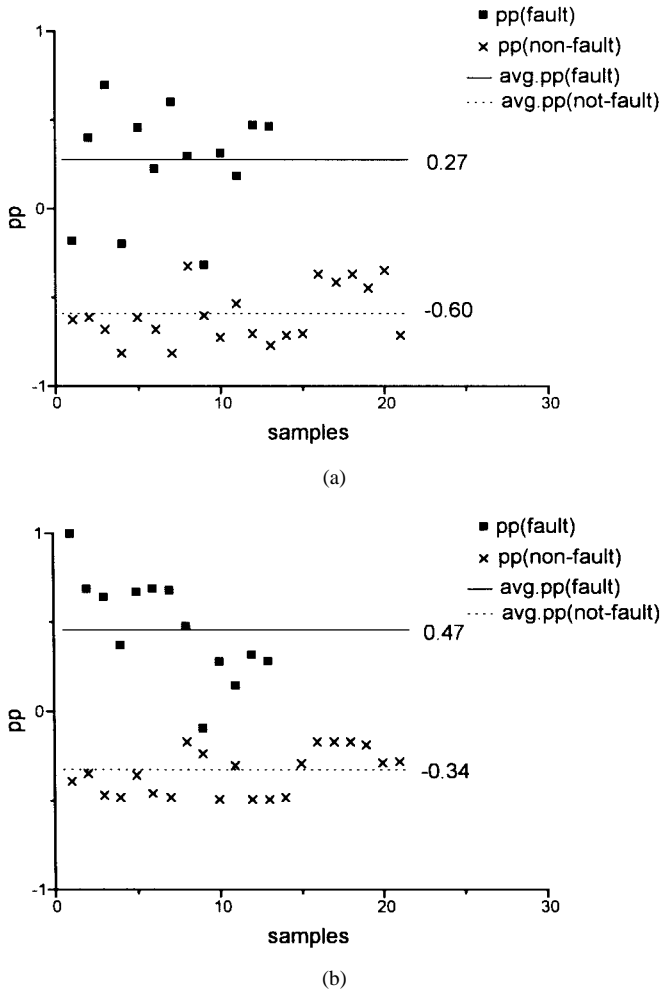 pp(fault)
pp(non-fault)
avg.pp(fault)
avg.pp(not-fault)
1
0
-1
pp
0.27
-0.60
0
10
20
30
samples
(a)
pp(fault)
pp(non-fault)
avg.pp(fault)
avg.pp(not-fault)
1
0
-1
pp
0.47
-0.34
0
10
20
30
samples
(b)